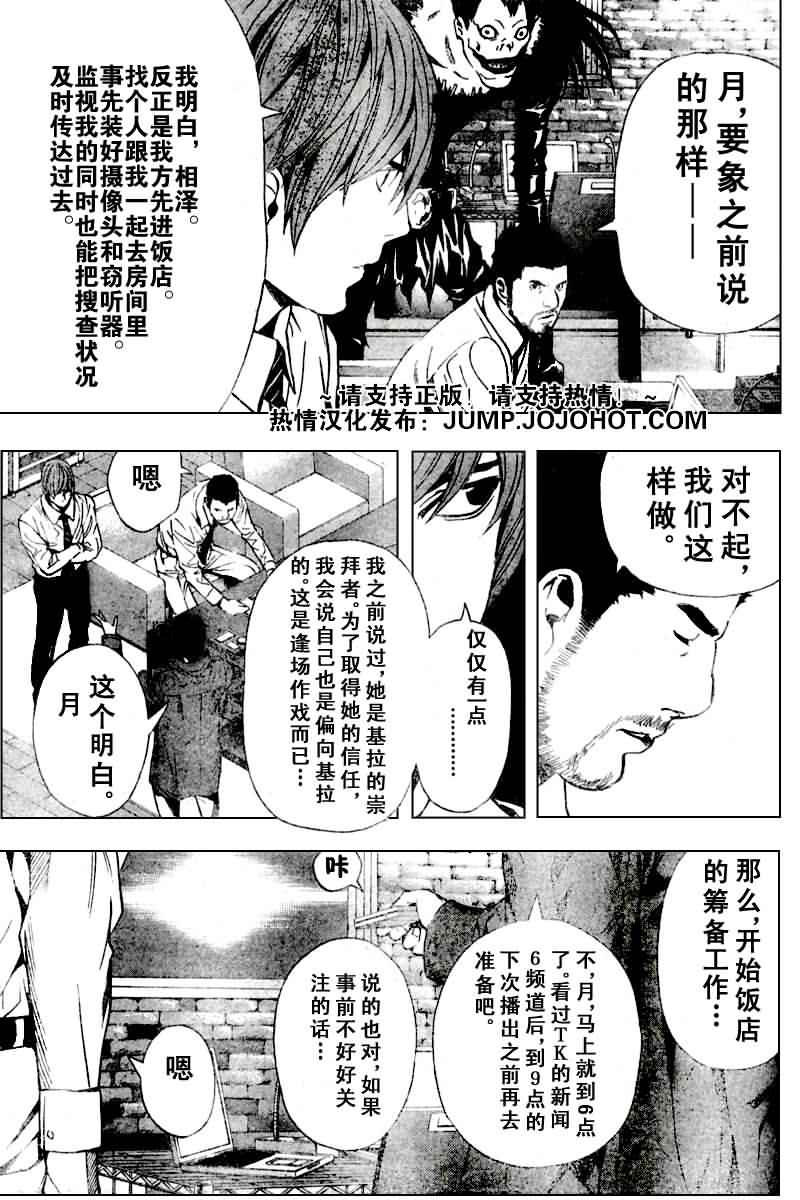 月，要象之前说
的那样——
我明白，相泽。
反正是我方先进饭店。
找个人跟我一起去房间里
事先装好摄像头和窃听器。
监视我的同时也能把搜查状况
及时传达过去。
~请支持正版！请支持热情！~
热情汉化发布：JUMP.JOJOHOT.COM
对不起，
我们这
样做。
仅仅有一点
………
我之前说过，她是基拉的崇
拜者。为了取得她的信任，
我会说自己也是偏向基拉
的。这是逢场作戏而已…
嗯
这个明白。
月
那么，开始饭店
的筹备工作…
不，月，马上就到6点
了。看过TK的新闻
6频道后，到9点的
下次播出之前再去
准备吧。
咔
说的也对，如果
事前不好好关
注的话…
嗯